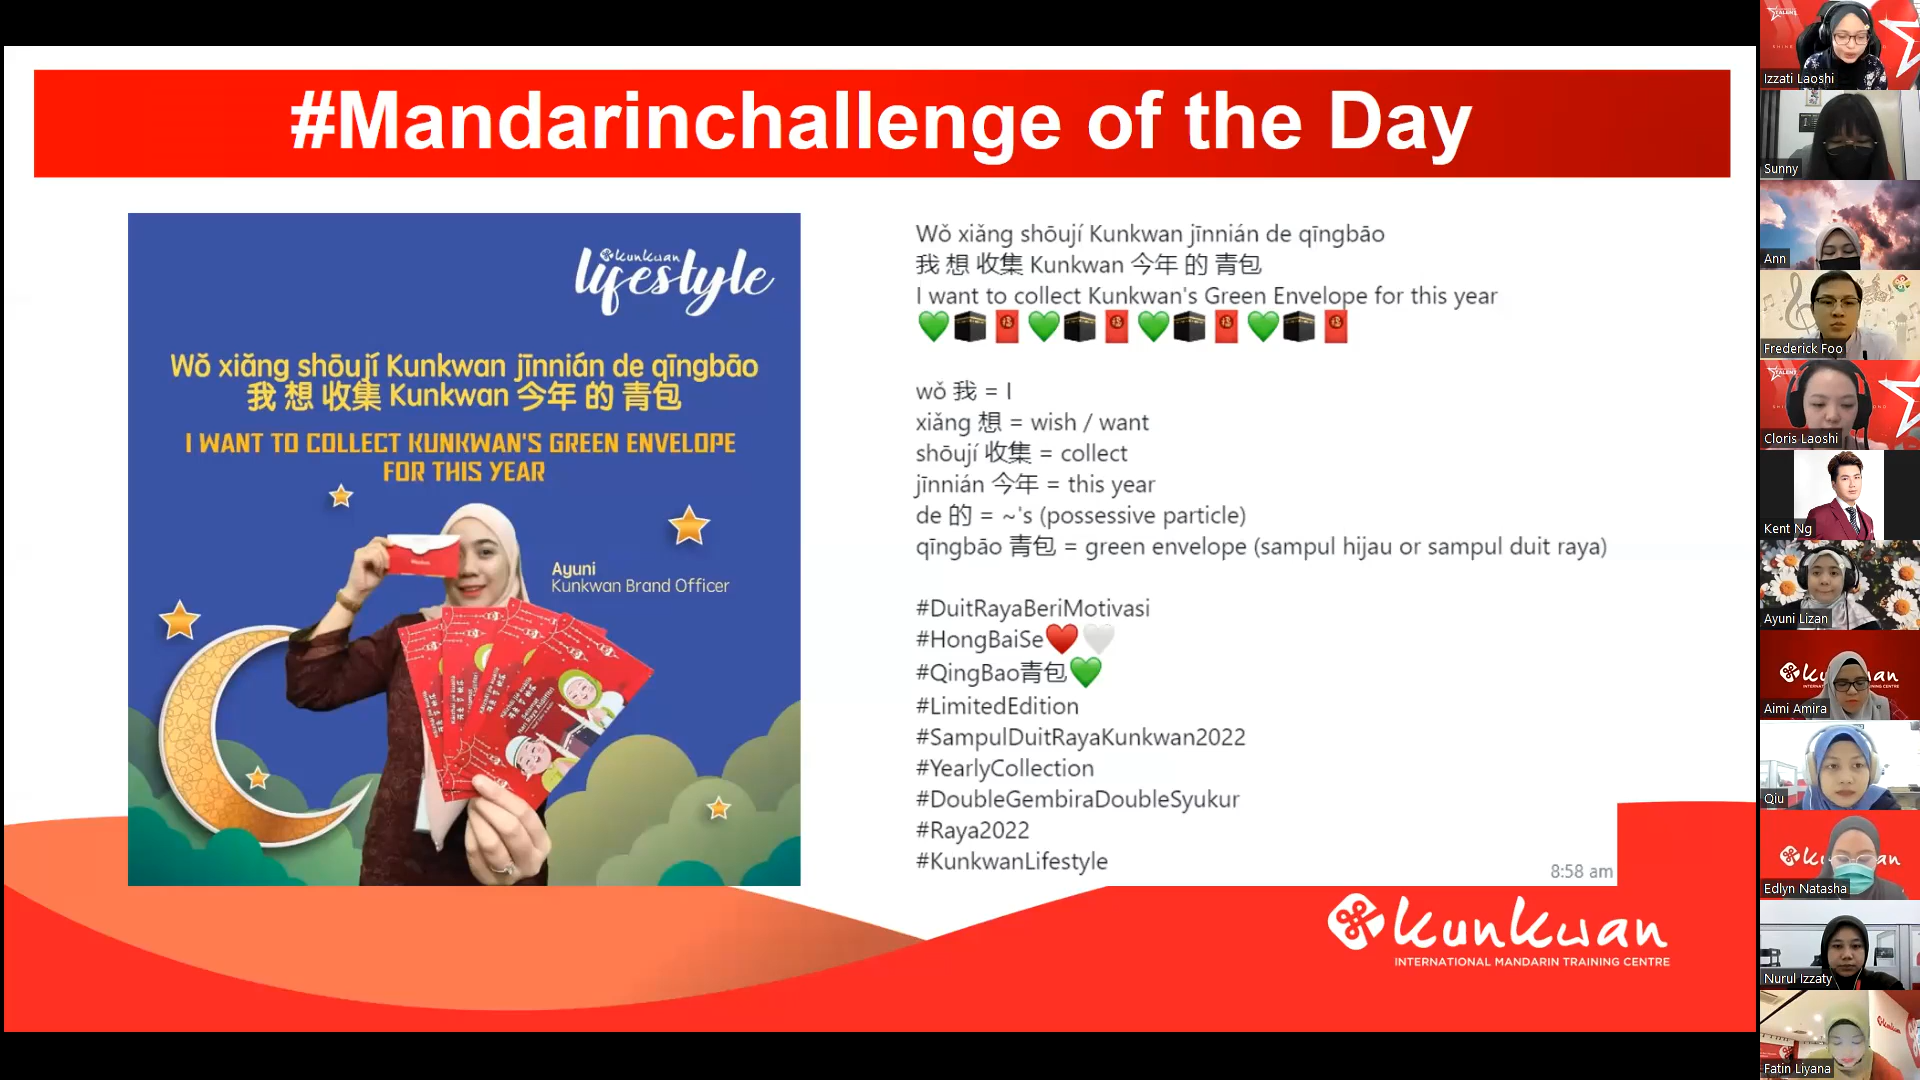 #Mandarinchallenge of the Day
kunkwan
lifestyle
Wǒ xiǎng shōují Kunkwan jīnnián de qīngbāo
我 想 收集 Kunkwan 今年 的 青包
I WANT TO COLLECT KUNKWAN'S GREEN ENVELOPE
FOR THIS YEAR
Ayuni
Kunkwan Brand Officer
Wǒ xiǎng shōují Kunkwan jīnnián de qīngbāo
我 想 收集 Kunkwan 今年 的 青包
I want to collect Kunkwan's Green Envelope for this year
💚🕋🧧💚🕋🧧💚🕋🧧💚🕋🧧
wǒ 我 = I
xiǎng 想 = wish / want
shōují 收集 = collect
jīnnián 今年 = this year
de 的 = ~'s (possessive particle)
qīngbāo 青包 = green envelope (sampul hijau or sampul duit raya)
#DuitRayaBeriMotivasi
#HongBaiSe❤️🤍
#QingBao青包💚
#LimitedEdition
#SampulDuitRayaKunkwan2022
#YearlyCollection
#DoubleGembiraDoubleSyukur
#Raya2022
#KunkwanLifestyle
8:58 am
kunkwan
INTERNATIONAL MANDARIN TRAINING CENTRE
Izzati Laoshi
Sunny
Ann
Frederick Foo
Cloris Laoshi
Kent Ng
Ayuni Lizan
Aimi Amira
Qiu
Edlyn Natasha
Nurul Izzaty
Fatin Liyana